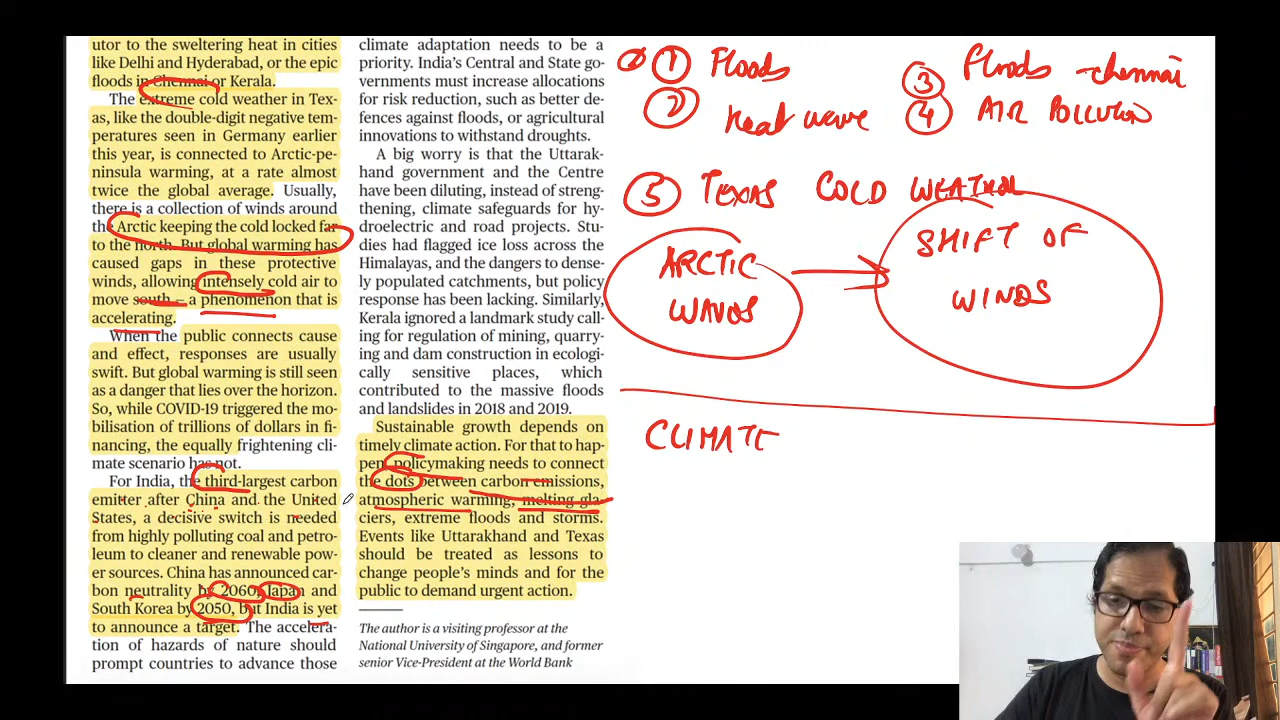 utor to the sweltering heat in cities
like Delhi and Hyderabad, or the epic
floods in Chennai or Kerala.
The extreme cold weather in Tex-
as, like the double-digit negative tem-
peratures seen in Germany earlier
this year, is connected to Arctic-pe-
ninsula warming, at a rate almost
twice the global average. Usually,
there is a collection of winds around
the Arctic keeping the cold locked far
to the north. But global warming has
caused gaps in these protective
winds, allowing intensely cold air to
move south – a phenomenon that is
accelerating.
When the public connects cause
and effect, responses are usually
swift. But global warming is still seen
as a danger that lies over the horizon.
So, while COVID-19 triggered the mo-
bilisation of trillions of dollars in fi-
nancing, the equally frightening cli-
mate scenario has not.
For India, the third-largest carbon
emitter after China and the United
States, a decisive switch is needed
from highly polluting coal and petro-
leum to cleaner and renewable pow-
er sources. China has announced car-
bon neutrality by 2060, Japan and
South Korea by 2050, but India is yet
to announce a target. The accelera-
tion of hazards of nature should
prompt countries to advance those
climate adaptation needs to be a
priority. India's Central and State go-
vernments must increase allocations
for risk reduction, such as better de-
fences against floods, or agricultural
innovations to withstand droughts.
A big worry is that the Uttarak-
hand government and the Centre
have been diluting, instead of streng-
thening, climate safeguards for hy-
droelectric and road projects. Stu-
dies had flagged ice loss across the
Himalayas, and the dangers to dense-
ly populated catchments, but policy
response has been lacking. Similarly,
Kerala ignored a landmark study call-
ing for regulation of mining, quarry-
ing and dam construction in ecologi-
cally sensitive places, which
contributed to the massive floods
and landslides in 2018 and 2019.
Sustainable growth depends on
timely climate action. For that to hap-
pen, policymaking needs to connect
the dots between carbon emissions,
atmospheric warming, melting gla-
ciers, extreme floods and storms.
Events like Uttarakhand and Texas
should be treated as lessons to
change people's minds and for the
public to demand urgent action.
The author is a visiting professor at the
National University of Singapore, and former
senior Vice-President at the World Bank
1 Floods
2 Heat wave
3 Floods - chennai
4 AIR POLLUTION
5 TEXAS COLD WEATHER
ARCTIC
WAVES
SHIFT OF
WINDS
CLIMATE